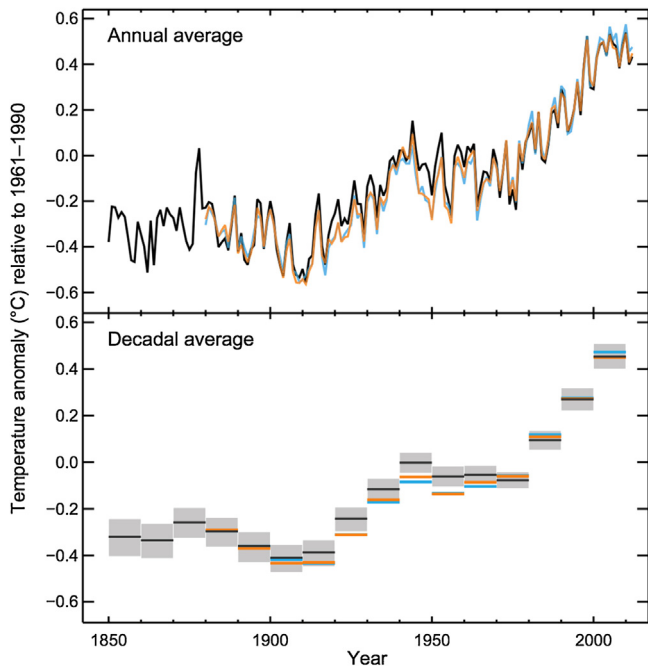 Annual average
0.6
0.4
0.2
0.0
−0.2
−0.4
−0.6
Temperature anomaly (°C) relative to 1961–1990
Decadal average
0.6
0.4
0.2
0.0
−0.2
−0.4
−0.6
1850 1900 1950 2000
Year